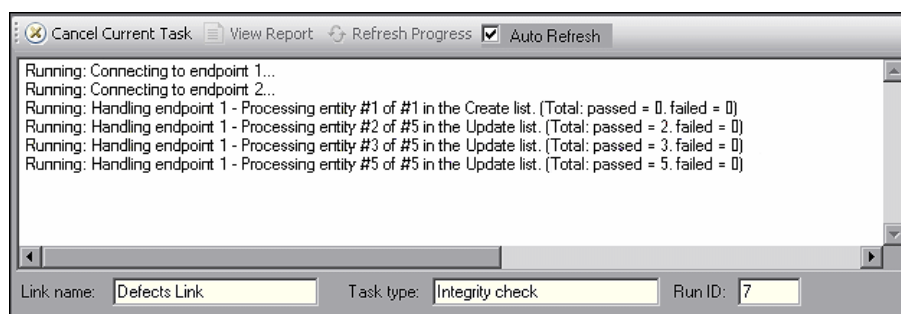 Cancel Current Task View Report Refresh Progress Auto Refresh
Running: Connecting to endpoint 1...
Running: Connecting to endpoint 2...
Running: Handling endpoint 1 - Processing entity #1 of #1 in the Create list. (Total: passed = 0. failed = 0)
Running: Handling endpoint 1 - Processing entity #2 of #5 in the Update list. (Total: passed = 2. failed = 0)
Running: Handling endpoint 1 - Processing entity #3 of #5 in the Update list. (Total: passed = 3. failed = 0)
Running: Handling endpoint 1 - Processing entity #5 of #5 in the Update list. (Total: passed = 5. failed = 0)
Link name: Defects Link Task type: Integrity check Run ID: 7